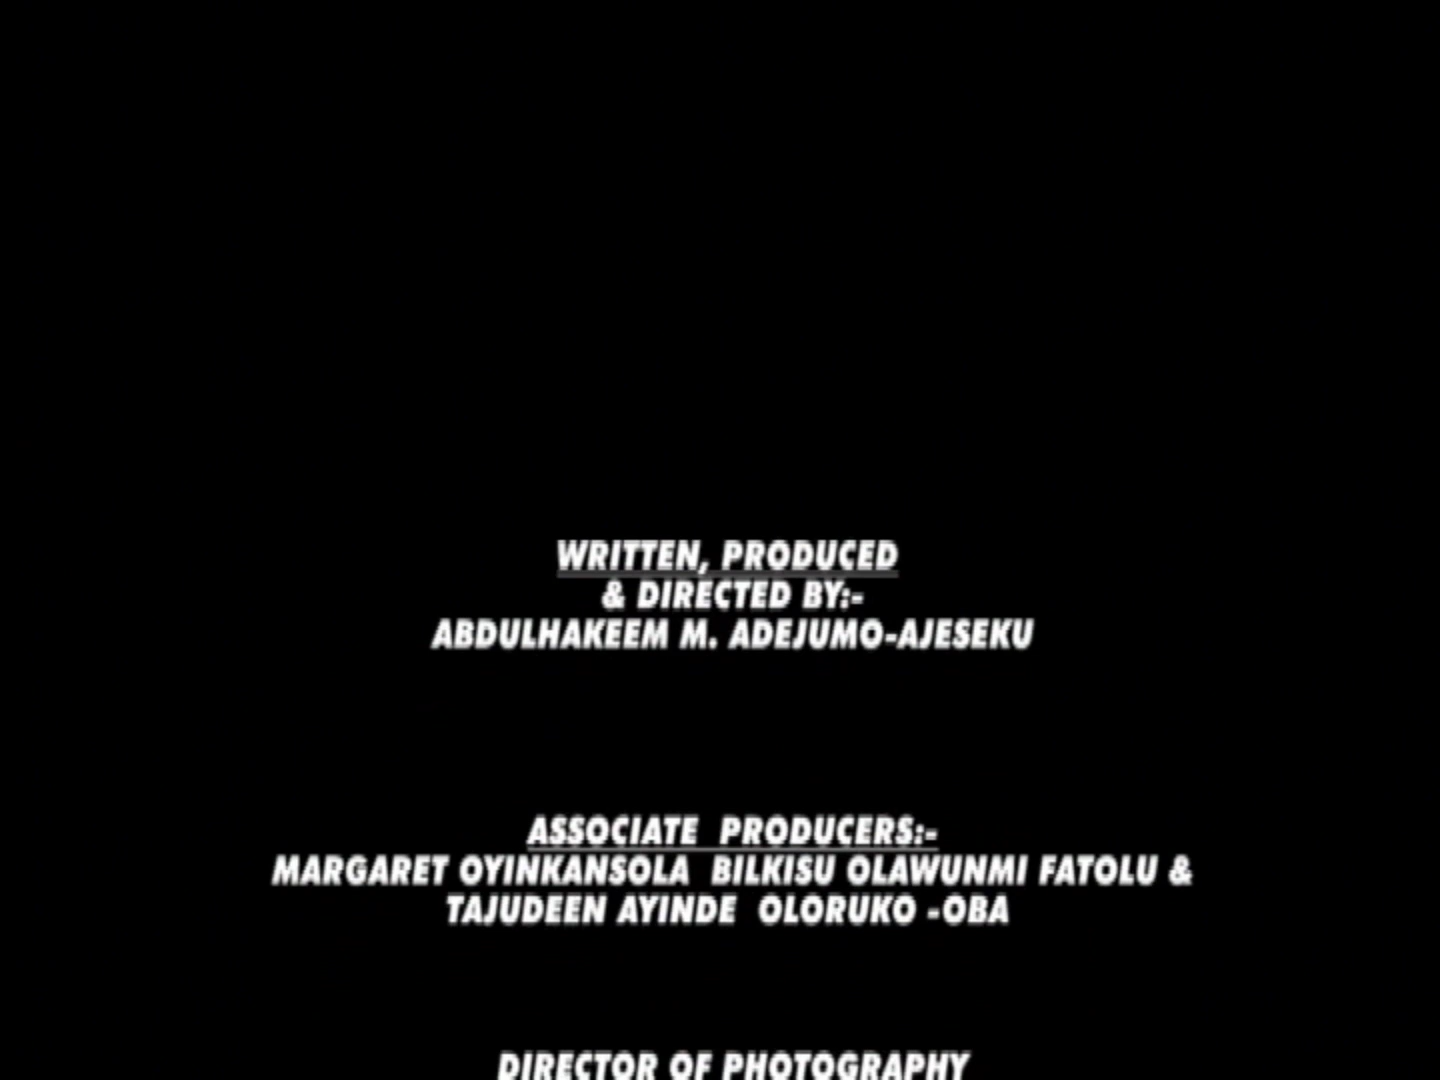 WRITTEN, PRODUCED
& DIRECTED BY:-
ABDULHAKEEM M. ADEJUMO-AJESEKU
ASSOCIATE PRODUCERS:-
MARGARET OYINKANSOLA BILKISU OLAWUNMI FATOLU &
TAJUDEEN AYINDE OLORUKO -OBA
DIRECTOR OF PHOTOGRAPHY